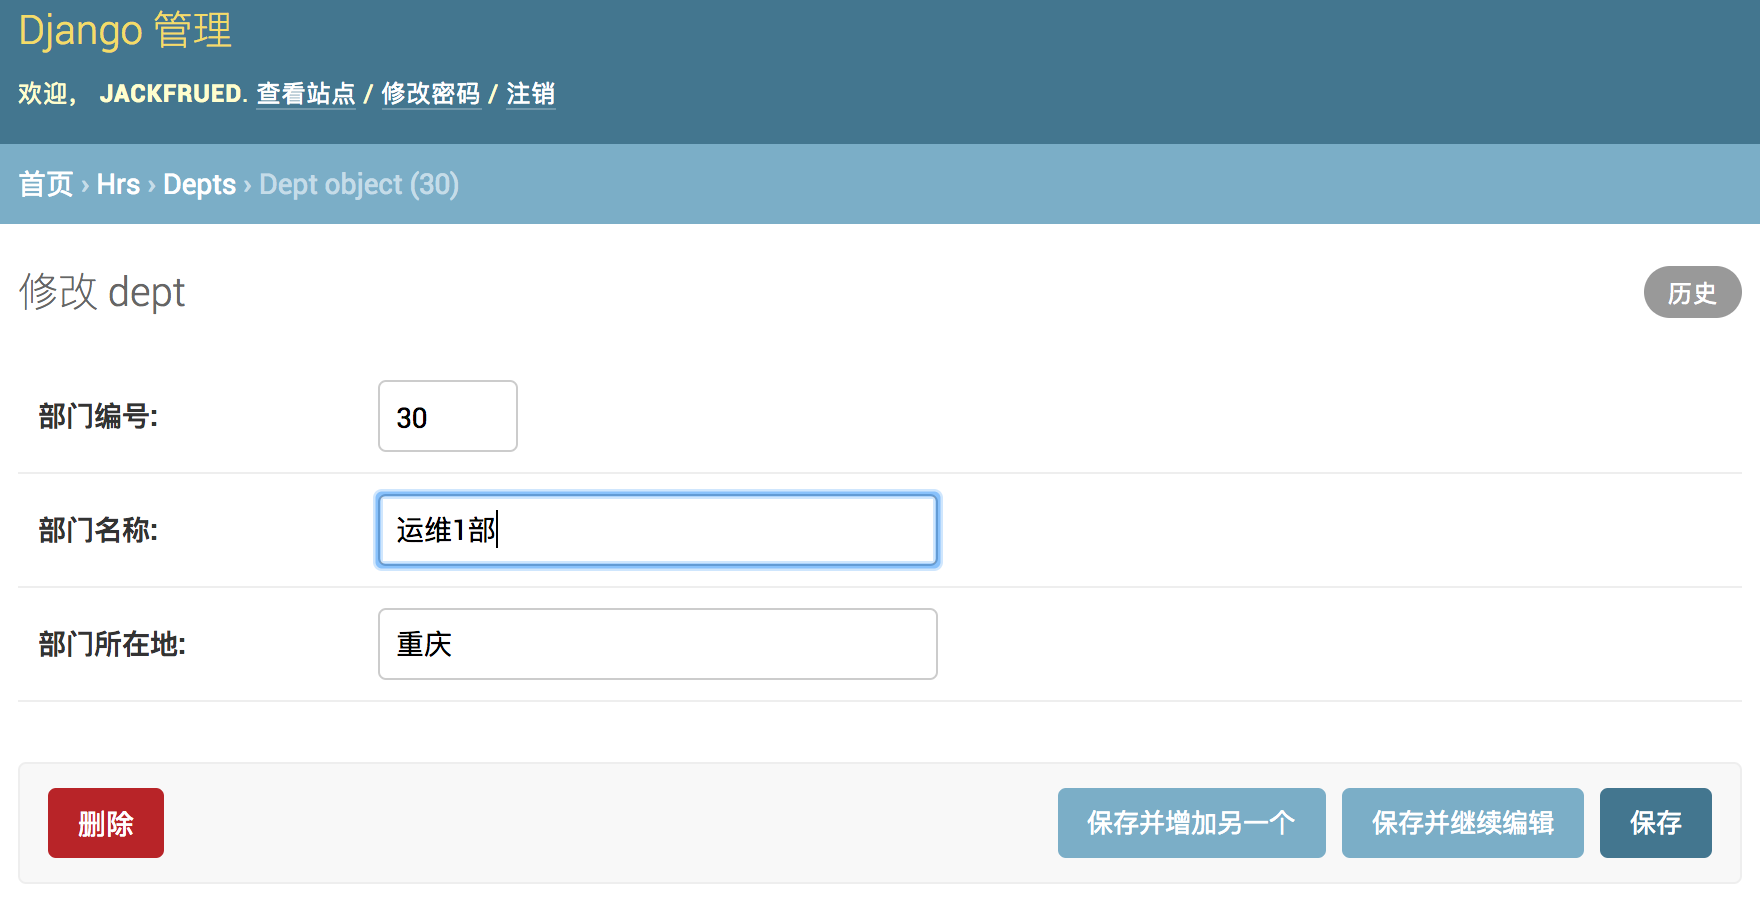 Django 管理
欢迎， JACKFRUED. 查看站点 / 修改密码 / 注销
首页 › Hrs › Depts › Dept object (30)
修改 dept
历史
部门编号: 30
部门名称: 运维1部
部门所在地: 重庆
删除 保存并增加另一个 保存并继续编辑 保存